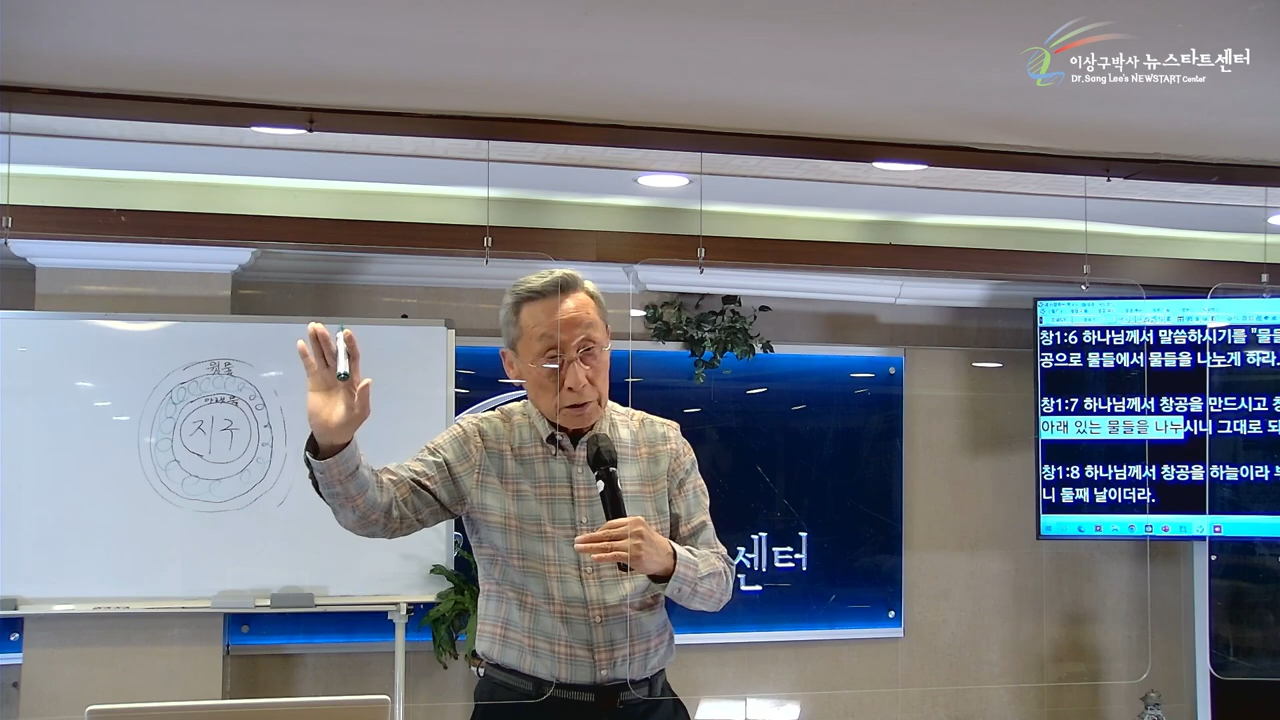 이상구박사 뉴스타트센터
Dr. Sang Lee's NEWSTART Center
윗물
아래물
지구
센터
창1:6 하나님께서 말씀하시기를 "물들
공으로 물들에서 물들을 나누게 하라.
창1:7 하나님께서 창공을 만드시고 창
아래 있는 물들을 나누시니 그대로 되
창1:8 하나님께서 창공을 하늘이라 부
니 둘째 날이더라.